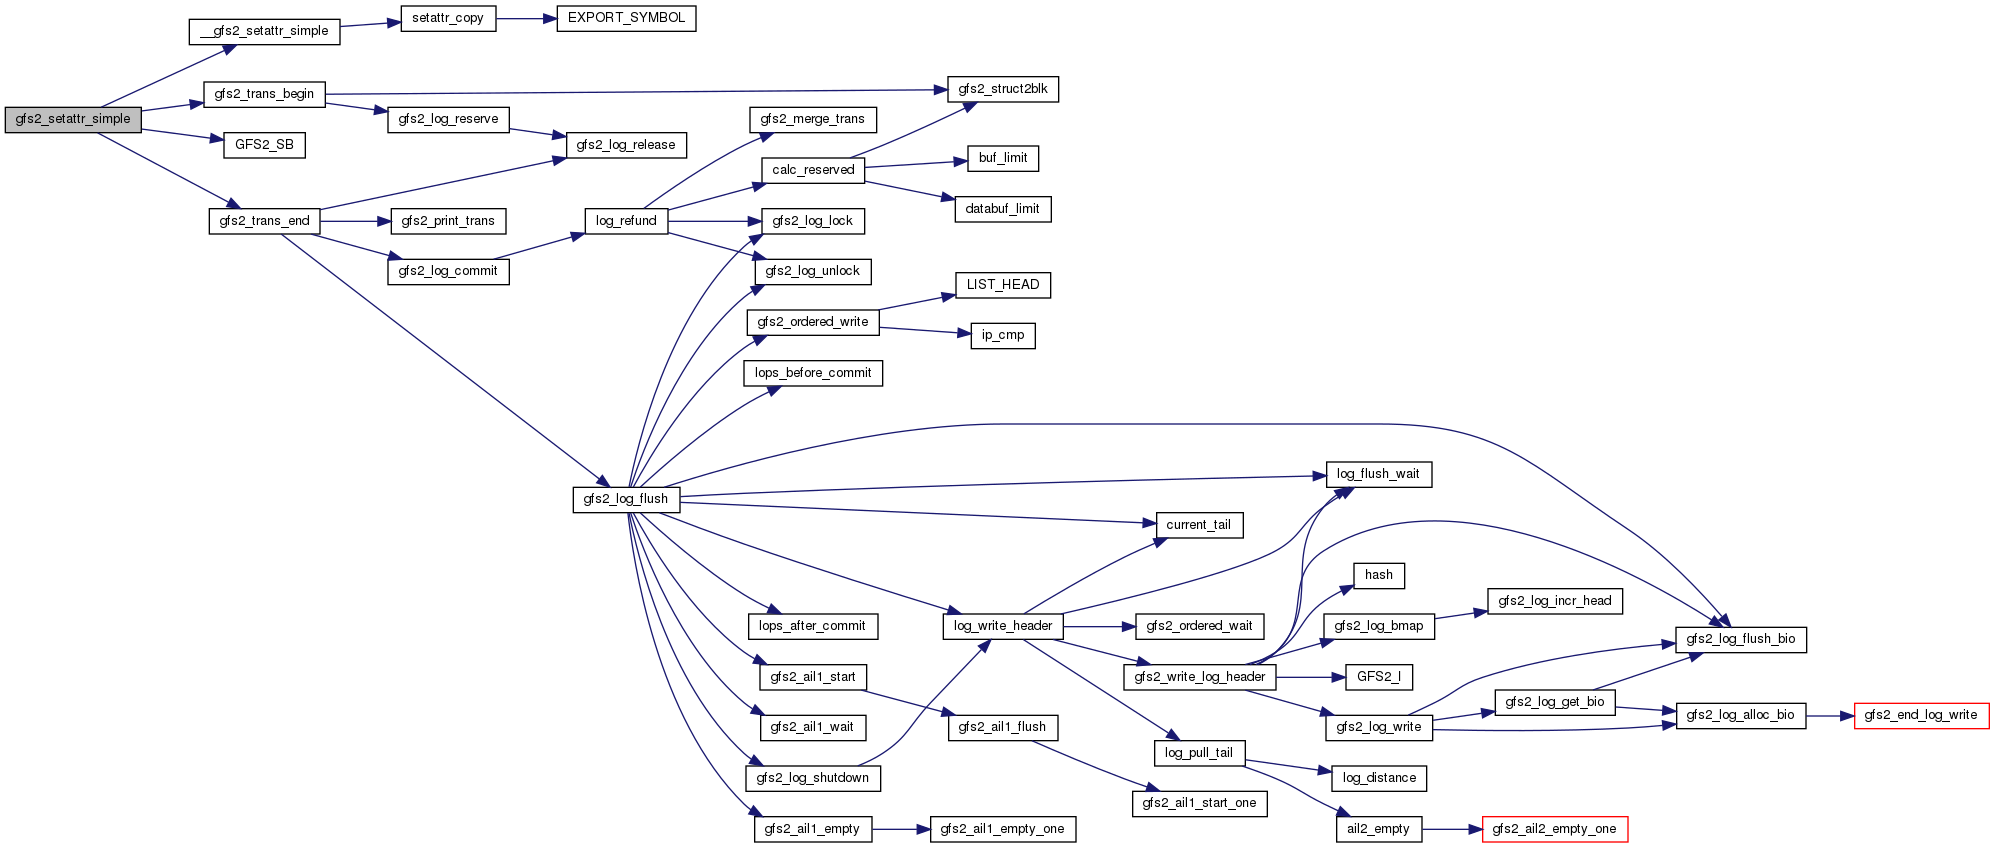 setattr_copy
EXPORT_SYMBOL
__gfs2_setattr_simple
gfs2_trans_begin
gfs2_struct2blk
gfs2_setattr_simple
gfs2_log_reserve
gfs2_merge_trans
GFS2_SB
gfs2_log_release
buf_limit
calc_reserved
databuf_limit
gfs2_trans_end
gfs2_print_trans
log_refund
gfs2_log_lock
gfs2_log_commit
gfs2_log_unlock
LIST_HEAD
gfs2_ordered_write
ip_cmp
lops_before_commit
log_flush_wait
gfs2_log_flush
current_tail
hash
gfs2_log_incr_head
lops_after_commit
log_write_header
gfs2_ordered_wait
gfs2_log_bmap
gfs2_log_flush_bio
gfs2_ail1_start
gfs2_write_log_header
GFS2_I
gfs2_log_get_bio
gfs2_log_alloc_bio
gfs2_end_log_write
gfs2_ail1_wait
gfs2_ail1_flush
gfs2_log_write
log_pull_tail
gfs2_log_shutdown
log_distance
gfs2_ail1_start_one
gfs2_ail1_empty
gfs2_ail1_empty_one
ail2_empty
gfs2_ail2_empty_one